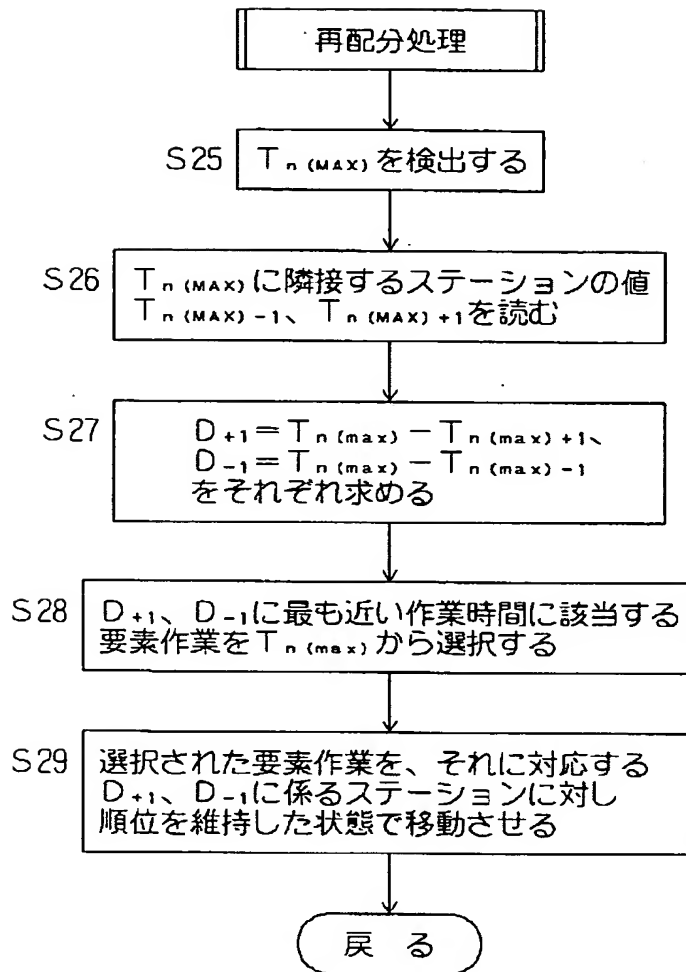 再配分処理
S25 Tn(MAX)を検出する
S26 Tn(MAX)に隣接するステーションの値
Tn(MAX)-1、Tn(MAX)+1を読む
S27 D+1=Tn(max)-Tn(max)+1、
D-1=Tn(max)-Tn(max)-1
をそれぞれ求める
S28 D+1、D-1に最も近い作業時間に該当する
要素作業をTn(max)から選択する
S29 選択された要素作業を、それに対応する
D+1、D-1に係るステーションに対し
順位を維持した状態で移動させる
戻る